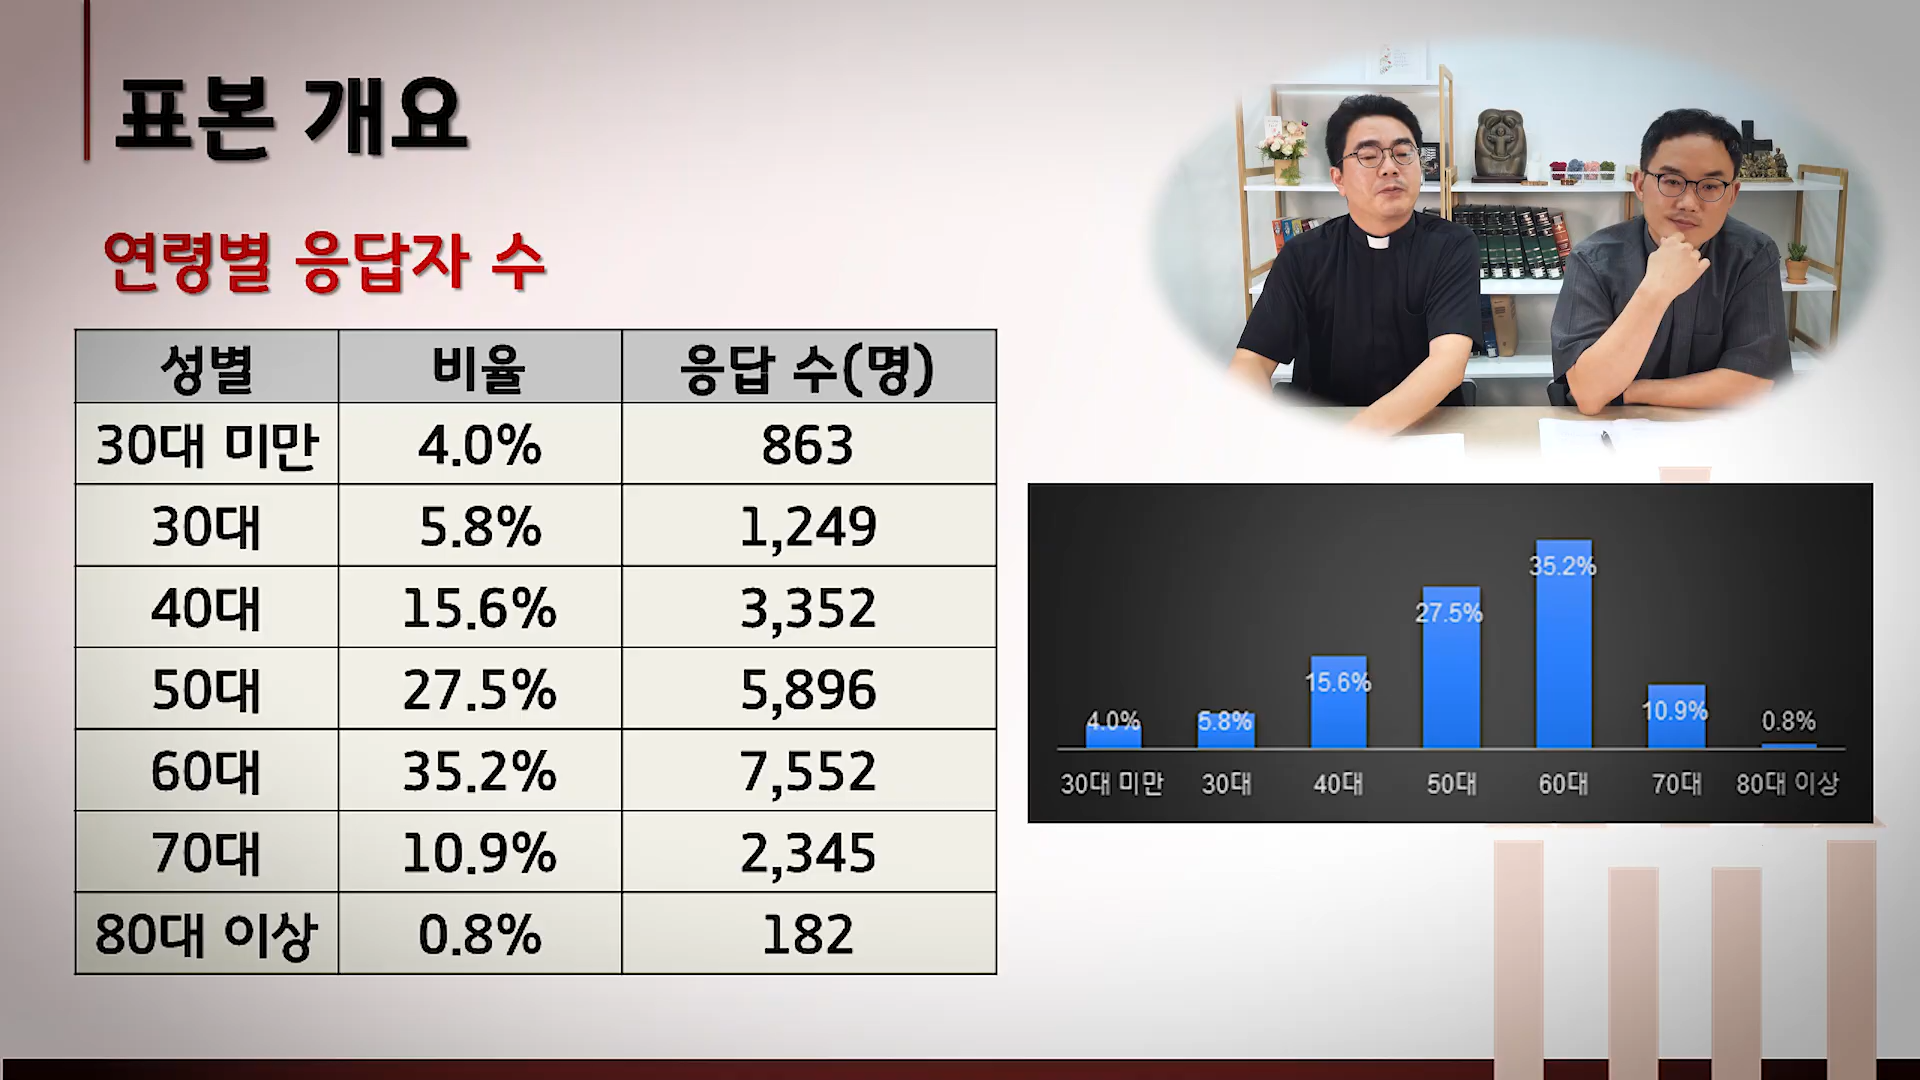 표본 개요
연령별 응답자 수
성별 비율 응답 수(명)
30대 미만 4.0% 863
30대 5.8% 1,249
40대 15.6% 3,352
50대 27.5% 5,896
60대 35.2% 7,552
70대 10.9% 2,345
80대 이상 0.8% 182
4.0% 5.8% 15.6% 27.5% 35.2% 10.9% 0.8%
30대 미만 30대 40대 50대 60대 70대 80대 이상